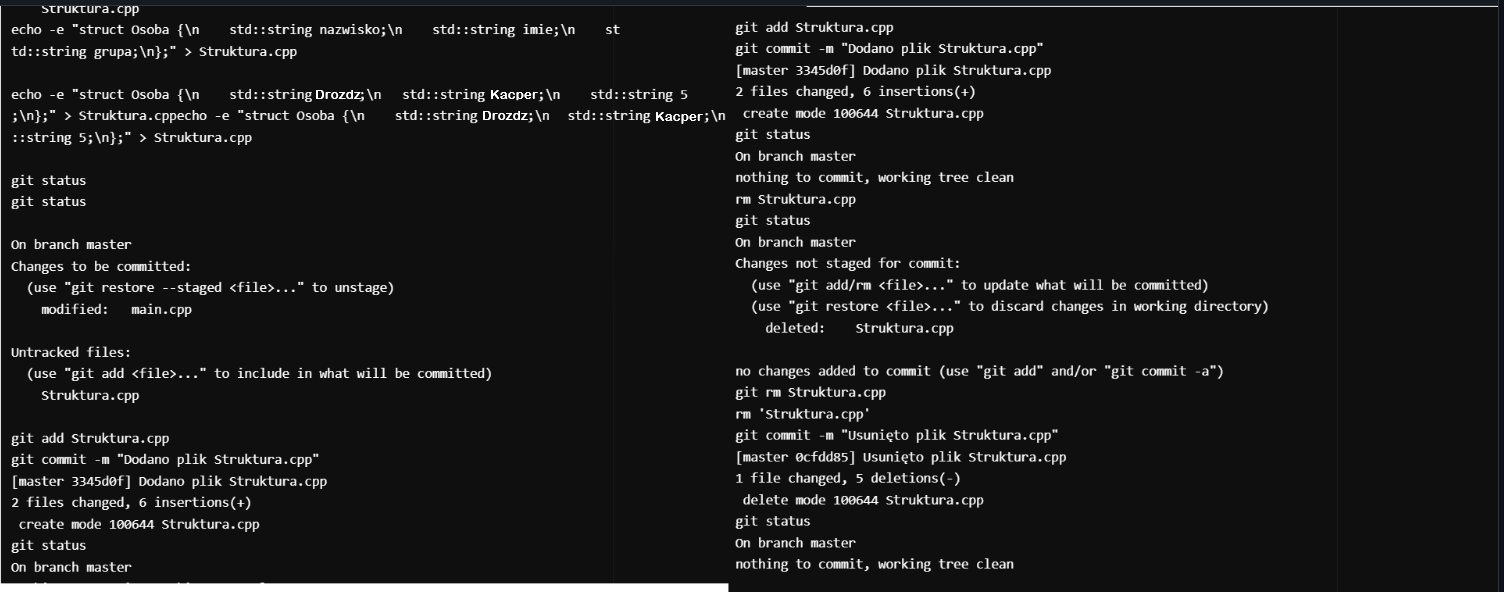 Struktura.cpp
echo -e "struct Osoba {\n    std::string nazwisko;\n    std::string imie;\n    st
td::string grupa;\n};" > Struktura.cpp
echo -e "struct Osoba {\n    std::string Drozdz;\n   std::string Kacper;\n    std::string 5
;\n};" > Struktura.cppecho -e "struct Osoba {\n    std::string Drozdz;\n  std::string Kacper;\n
::string 5;\n};" > Struktura.cpp
git status
git status
On branch master
Changes to be committed:
  (use "git restore --staged <file>..." to unstage)
    modified:   main.cpp
Untracked files:
  (use "git add <file>..." to include in what will be committed)
    Struktura.cpp
git add Struktura.cpp
git commit -m "Dodano plik Struktura.cpp"
[master 3345d0f] Dodano plik Struktura.cpp
2 files changed, 6 insertions(+)
 create mode 100644 Struktura.cpp
git status
On branch master
git add Struktura.cpp
git commit -m "Dodano plik Struktura.cpp"
[master 3345d0f] Dodano plik Struktura.cpp
2 files changed, 6 insertions(+)
 create mode 100644 Struktura.cpp
git status
On branch master
nothing to commit, working tree clean
rm Struktura.cpp
git status
On branch master
Changes not staged for commit:
  (use "git add/rm <file>..." to update what will be committed)
  (use "git restore <file>..." to discard changes in working directory)
    deleted:    Struktura.cpp
no changes added to commit (use "git add" and/or "git commit -a")
git rm Struktura.cpp
rm 'Struktura.cpp'
git commit -m "Usunięto plik Struktura.cpp"
[master 0cfdd85] Usunięto plik Struktura.cpp
1 file changed, 5 deletions(-)
 delete mode 100644 Struktura.cpp
git status
On branch master
nothing to commit, working tree clean